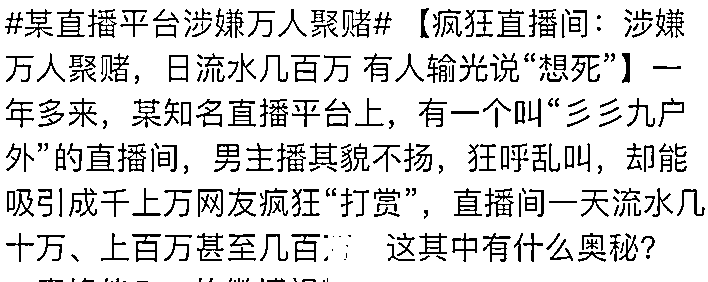 #某直播平台涉嫌万人聚赌# 【疯狂直播间：涉嫌
万人聚赌，日流水几百万 有人输光说“想死”】一
年多来，某知名直播平台上，有一个叫“彡彡九户
外”的直播间，男主播其貌不扬，狂呼乱叫，却能
吸引成千上万网友疯狂“打赏”，直播间一天流水几
十万、上百万甚至几百 这其中有什么奥秘？